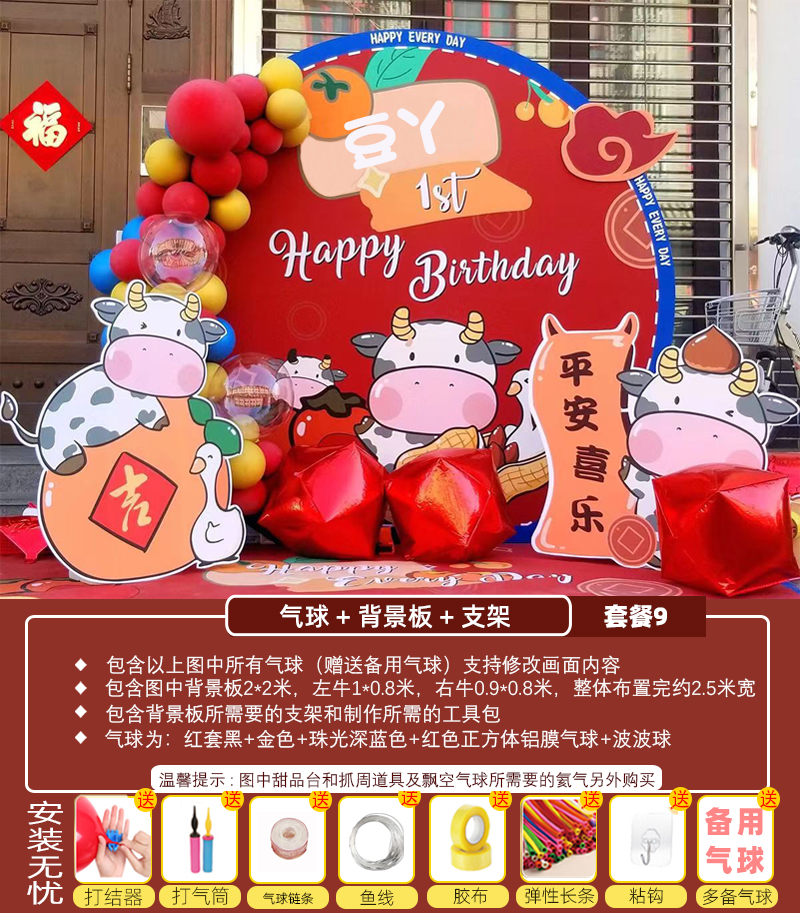 HAPPY EVERY DAY
福
豆丫
1st
Happy Birthday
HAPPY EVERY DAY
平安喜乐
吉
Happy
Every Day
气球+背景板+支架 套餐9
◆ 包含以上图中所有气球（赠送备用气球）支持修改画面内容
◆ 包含图中背景板2*2米，左牛1*0.8米，右牛0.9*0.8米，整体布置完约2.5米宽
◆ 包含背景板所需要的支架和制作所需的工具包
◆ 气球为：红套黑+金色+珠光深蓝色+红色正方体铝膜气球+波波球
温馨提示：图中甜品台和抓周道具及飘空气球所需要的氦气另外购买
安装无忧
送 送 送 送 送 送 送 送
备用
气球
打结器 打气筒 气球链条 鱼线 胶布 弹性长条 粘钩 多备气球